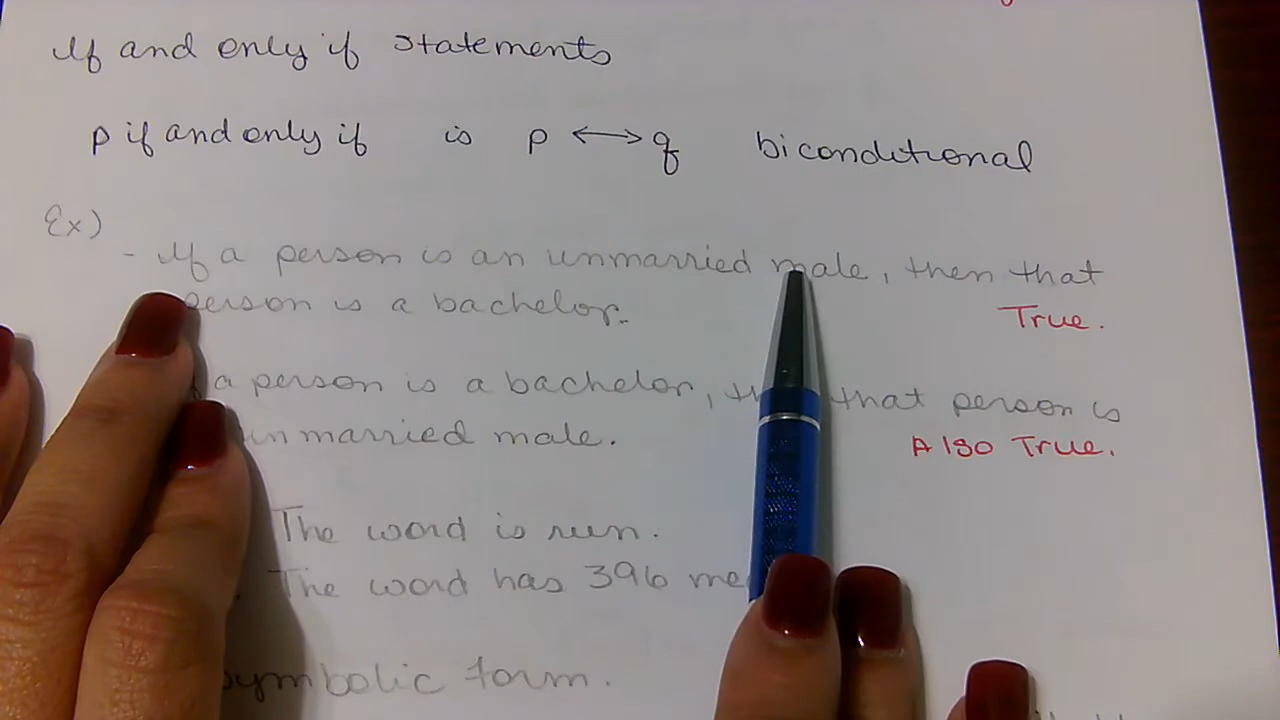 If and only if statements
p if and only if is p ↔ q biconditional
Ex)
- If a person is an unmarried male, then that
person is a bachelor.
True.
a person is a bachelor, that person is
unmarried male.
Also True.
The word is run.
The word has 396
symbolic form.